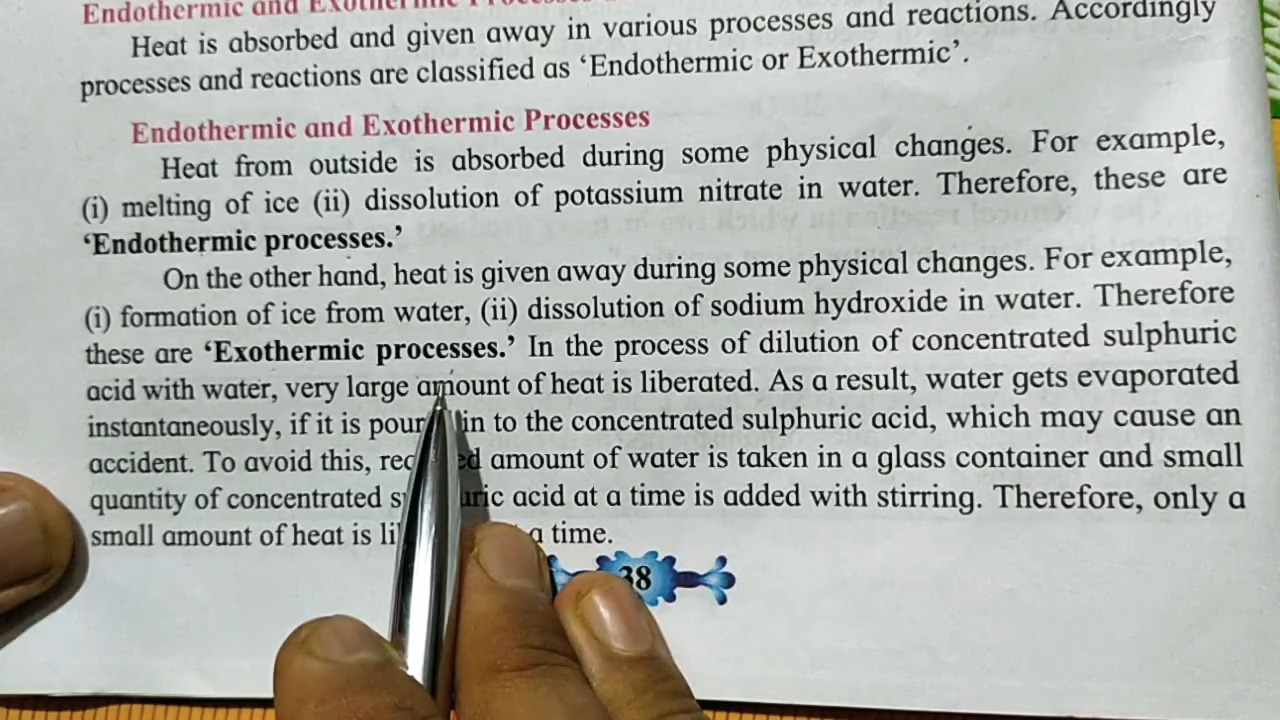 Endothermic and Exothermic Processes
Heat is absorbed and given away in various processes and reactions. Accordingly
processes and reactions are classified as ‘Endothermic or Exothermic’.
Endothermic and Exothermic Processes
Heat from outside is absorbed during some physical changes. For example,
(i) melting of ice (ii) dissolution of potassium nitrate in water. Therefore, these are
‘Endothermic processes.’
On the other hand, heat is given away during some physical changes. For example,
(i) formation of ice from water, (ii) dissolution of sodium hydroxide in water. Therefore
these are ‘Exothermic processes.’ In the process of dilution of concentrated sulphuric
acid with water, very large amount of heat is liberated. As a result, water gets evaporated
instantaneously, if it is pour in to the concentrated sulphuric acid, which may cause an
accident. To avoid this, amount of water is taken in a glass container and small
quantity of concentrated acid at a time is added with stirring. Therefore, only a
small amount of heat is a time.
38